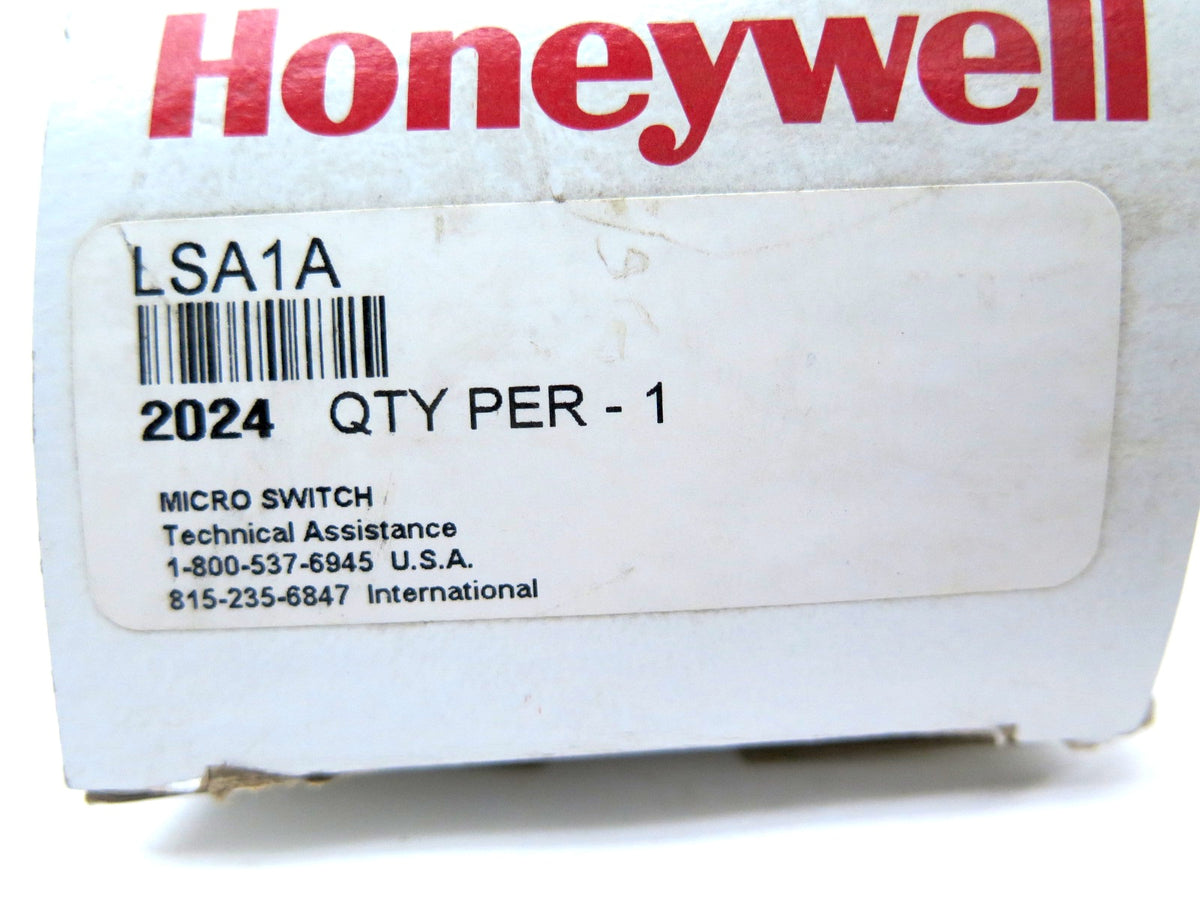 Honeywell
LSA1A
2024 QTY PER - 1
MICRO SWITCH
Technical Assistance
1-800-537-6945 U.S.A.
815-235-6847 International